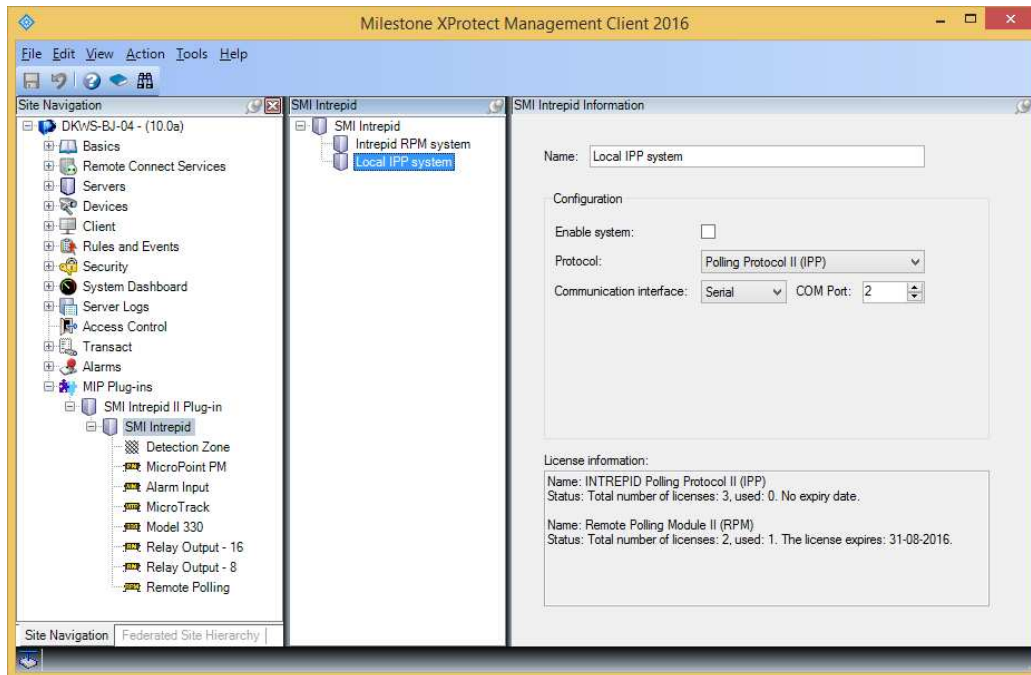 Milestone XProtect Management Client 2016
File Edit View Action Tools Help
Site Navigation
DKWS-BJ-04 - (10.0a)
Basics
Remote Connect Services
Servers
Devices
Client
Rules and Events
Security
System Dashboard
Server Logs
Access Control
Transact
Alarms
MIP Plug-ins
SMI Intrepid II Plug-in
SMI Intrepid
Detection Zone
MicroPoint PM
Alarm Input
MicroTrack
Model 330
Relay Output - 16
Relay Output - 8
Remote Polling
Site Navigation Federated Site Hierarchy
SMI Intrepid
SMI Intrepid
Intrepid RPM system
Local IPP system
SMI Intrepid Information
Name: Local IPP system
Configuration
Enable system:
Protocol: Polling Protocol II (IPP)
Communication interface: Serial COM Port: 2
License information:
Name: INTREPID Polling Protocol II (IPP)
Status: Total number of licenses: 3, used: 0. No expiry date.
Name: Remote Polling Module II (RPM)
Status: Total number of licenses: 2, used: 1. The license expires: 31-08-2016.